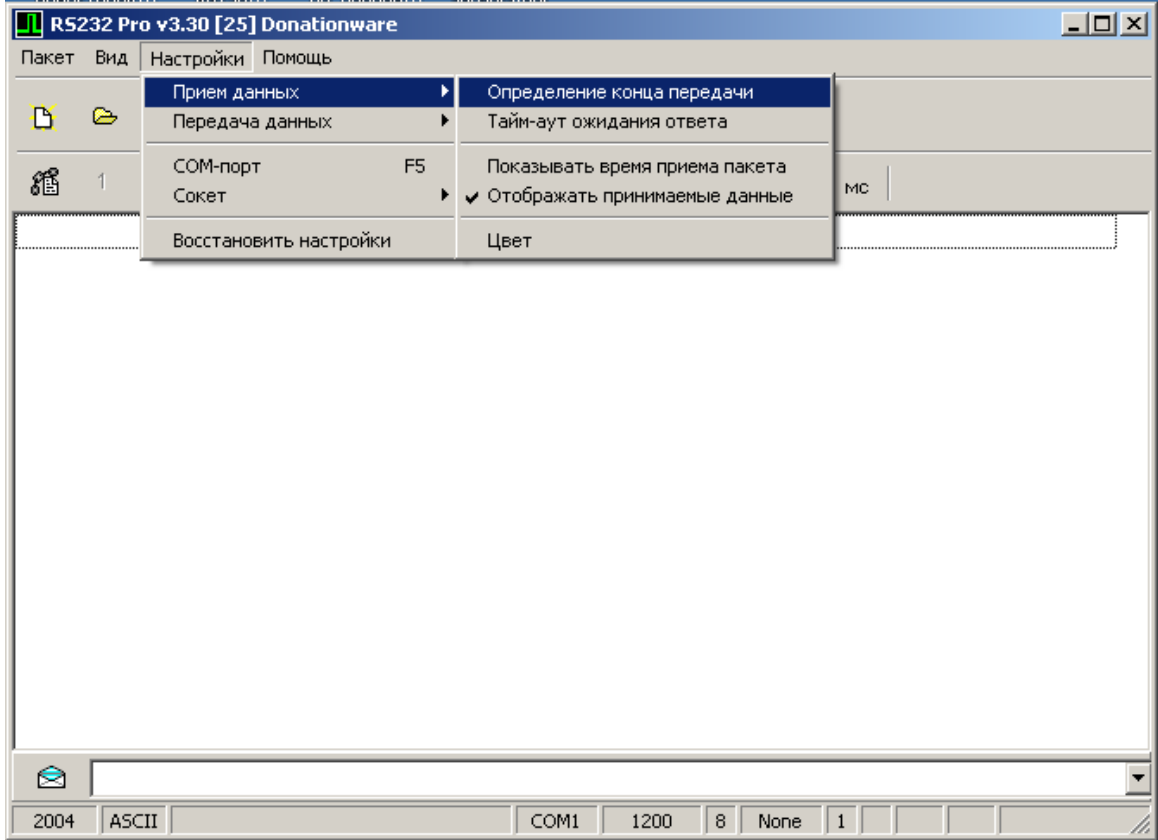 RS232 Pro v3.30 [25] Donationware
Пакет Вид Настройки Помощь
Прием данных
Передача данных
COM-порт F5
Сокет
Восстановить настройки
Определение конца передачи
Тайм-аут ожидания ответа
Показывать время приема пакета
Отображать принимаемые данные
Цвет
1
мс
2004 ASCII COM1 1200 8 None 1